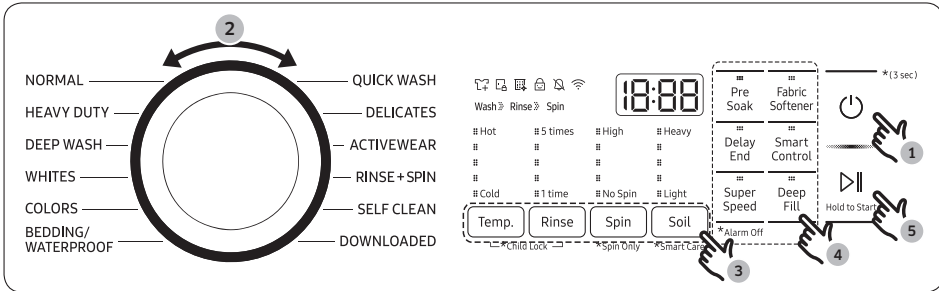 2
NORMAL
HEAVY DUTY
DEEP WASH
WHITES
COLORS
BEDDING/
WATERPROOF
QUICK WASH
DELICATES
ACTIVEWEAR
RINSE+SPIN
SELF CLEAN
DOWNLOADED
18:88
Wash» Rinse» Spin
Hot 5 times High Heavy
Cold 1 time No Spin Light
Temp. Rinse Spin Soil
*Child Lock *Spin Only *Smart Care
3
Pre
Soak
Fabric
Softener
Delay
End
Smart
Control
Super
Speed
Deep
Fill
*Alarm Off
4
*(3 sec)
1
Hold to Start
5